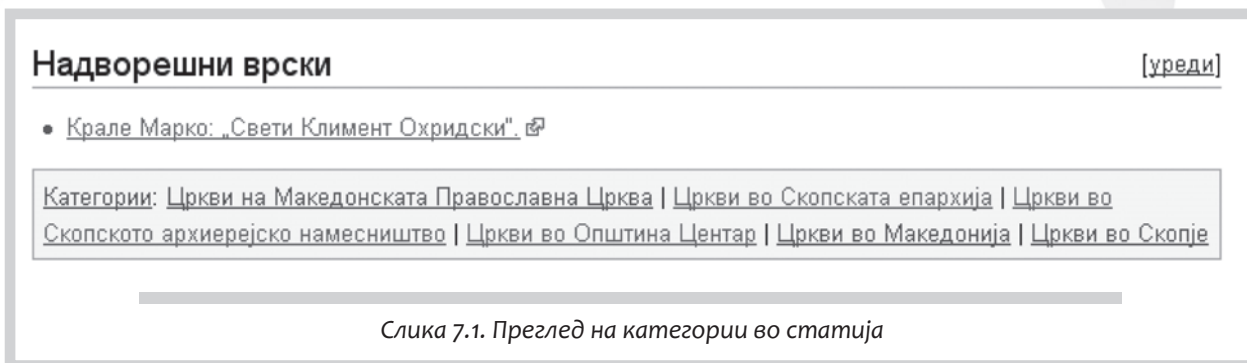 Надворешни врски [уреди]
• Крале Марко: „Свети Климент Охридски".
Категории: Цркви на Македонската Православна Црква | Цркви во Скопската епархија | Цркви во
Скопското архиерејско намесништво | Цркви во Општина Центар | Цркви во Македонија | Цркви во Скопје
Слика 7.1. Преглед на категории во статија